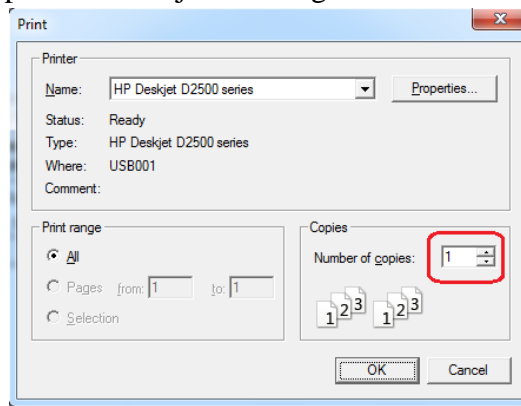 Print
Printer
Name: HP Deskjet D2500 series Properties...
Status: Ready
Type: HP Deskjet D2500 series
Where: USB001
Comment:
Print range
All
Pages from: 1 to: 1
Selection
Copies
Number of copies: 1
1 2 3 1 2 3
OK Cancel